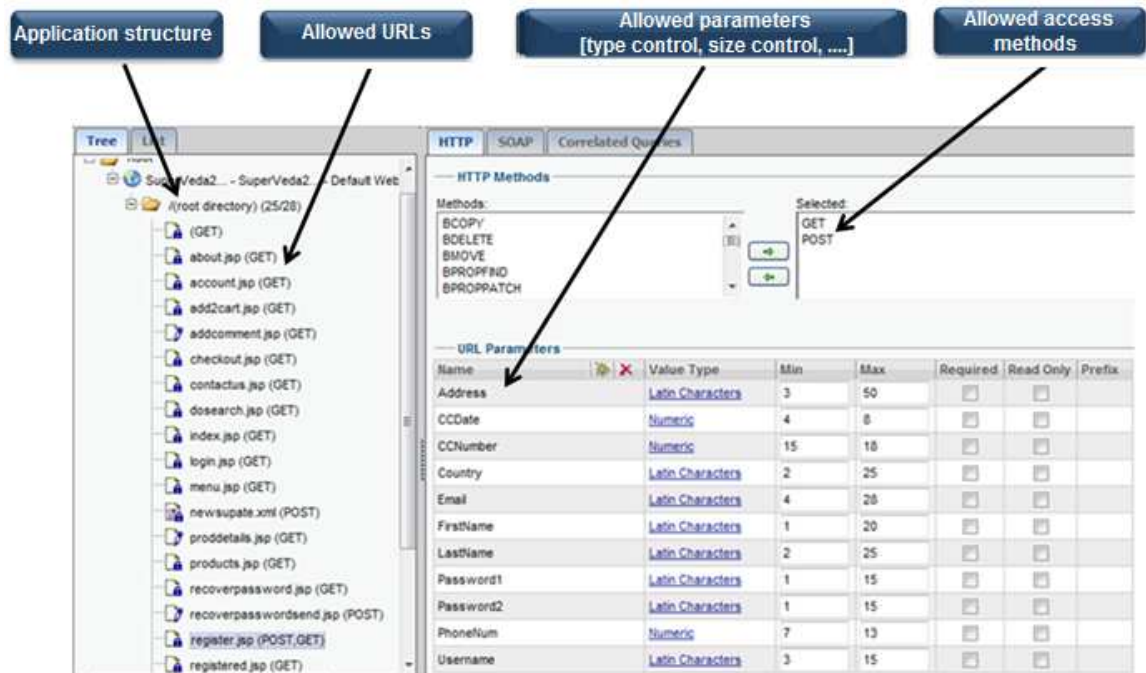 Application structure
Allowed URLs
Allowed parameters
[type control, size control, ....]
Allowed access
methods
Tree
HTTP SOAP Correlated Queries
SuperVeda2... - SuperVeda2... - Default Web
/(root directory) (25/28)
(GET)
about.jsp (GET)
account.jsp (GET)
add2cart.jsp (GET)
addcomment.jsp (GET)
checkout.jsp (GET)
contactus.jsp (GET)
dosearch.jsp (GET)
index.jsp (GET)
login.jsp (GET)
menu.jsp (GET)
newsupate.xml (POST)
proddetails.jsp (GET)
products.jsp (GET)
recoverpassword.jsp (GET)
recoverpasswordsend.jsp (POST)
register.jsp (POST,GET)
registered.jsp (GET)
HTTP Methods
Methods:
BCOPY
BDELETE
BMOVE
BPROPFIND
BPROPPATCH
Selected:
GET
POST
URL Parameters
Name Value Type Min Max Required Read Only Prefix
Address Latin Characters 3 50
CCDate Numeric 4 8
CCNumber Numeric 15 18
Country Latin Characters 2 25
Email Latin Characters 4 28
FirstName Latin Characters 1 20
LastName Latin Characters 2 25
Password1 Latin Characters 1 15
Password2 Latin Characters 1 15
PhoneNum Numeric 7 13
Username Latin Characters 3 15